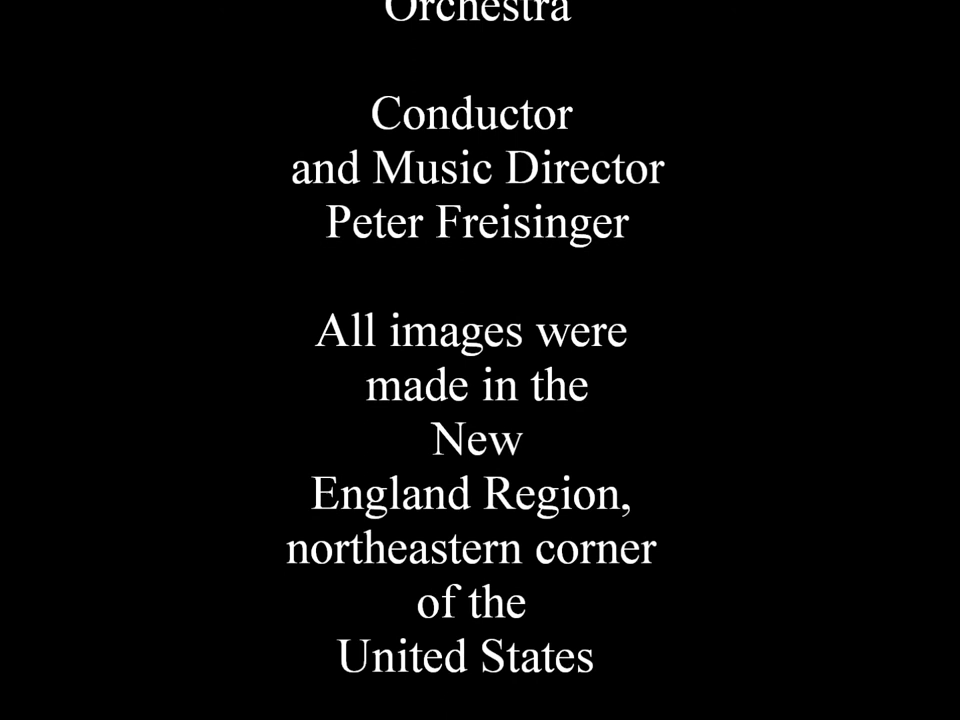 Orchestra
Conductor
and Music Director
Peter Freisinger
All images were
made in the
New
England Region,
northeastern corner
of the
United States